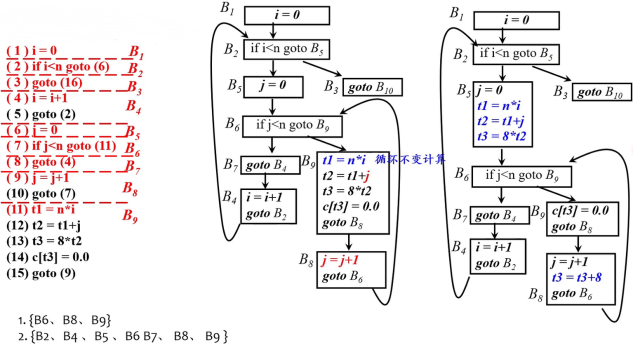 (1) i = 0
B1
(2) if i<n goto (6)
B2
(3) goto (16)
B3
(4) i = i+1
B4
(5) goto (2)
(6) i = 0
B5
(7) if j<n goto (11)
B6
(8) goto (4)
B7
(9) j = j+1
B8
(10) goto (7)
(11) t1 = n*i
B9
(12) t2 = t1+j
(13) t3 = 8*t2
(14) c[t3] = 0.0
(15) goto (9)
B1
i = 0
B2
if i<n goto B5
B5
j = 0
B3
goto B10
B6
if j<n goto B9
B7
goto B4
B9
t1 = n*i 循环不变计算
t2 = t1+j
t3 = 8*t2
c[t3] = 0.0
goto B8
B4
i = i+1
goto B2
B8
j = j+1
goto B6
B1
i = 0
B2
if i<n goto B5
B5
j = 0
t1 = n*i
t2 = t1+j
t3 = 8*t2
B3
goto B10
B6
if j<n goto B9
B7
goto B4
B9
c[t3] = 0.0
goto B8
B4
i = i+1
goto B2
B8
j = j+1
t3 = t3+8
goto B6
1. {B6、B8、B9}
2. {B2、B4 、B5 、B6 B7、 B8、 B9 }